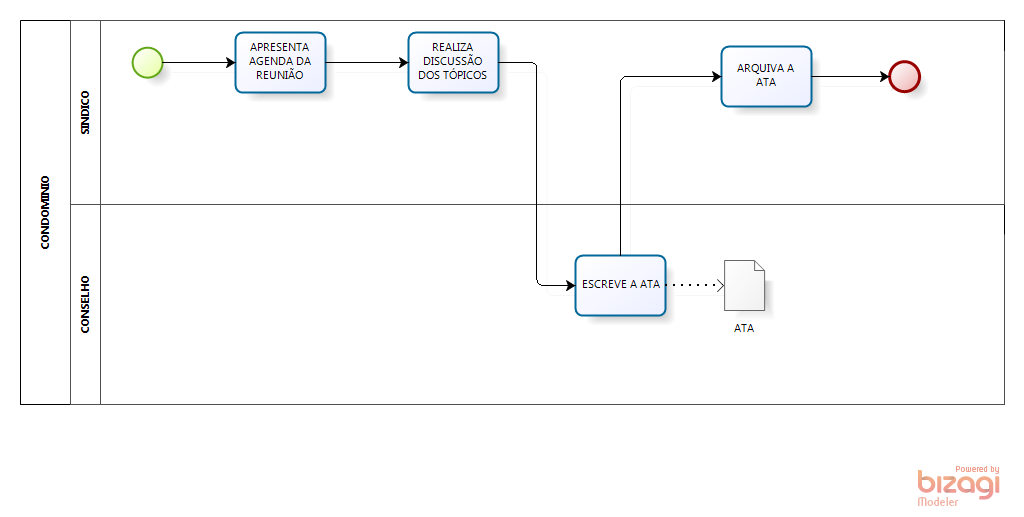 CONDOMINIO
SINDICO
APRESENTA
AGENDA DA
REUNIÃO
REALIZA
DISCUSSÃO
DOS TÓPICOS
ARQUIVA A
ATA
CONSELHO
ESCREVE A ATA
ATA
Powered by
bizagi
Modeler